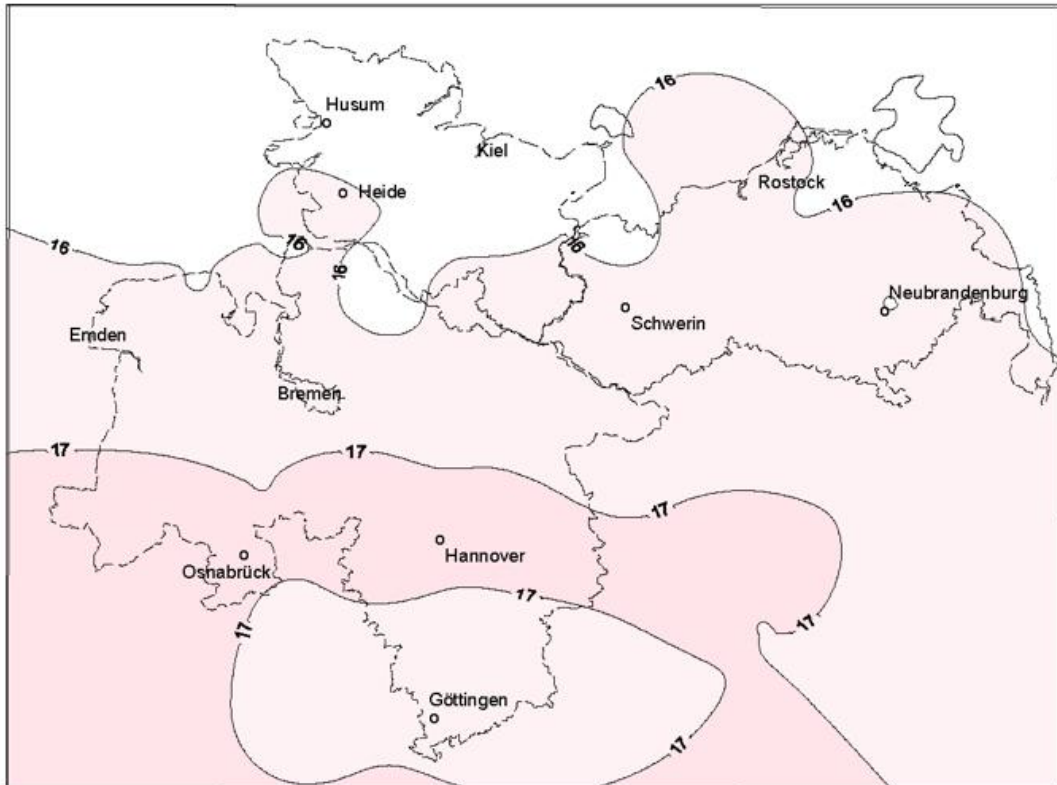 16
Husum
Kiel
Heide
Rostock
16
16
16
16
16
Neubrandenburg
Schwerin
Emden
Bremen
17
17
17
Hannover
Osnabrück
17
17
17
Göttingen
17